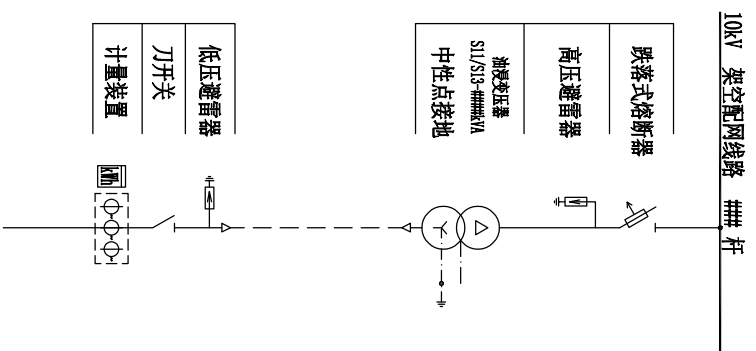 10kV 架空配网线路 ### 杆
跌落式熔断器
高压避雷器
油浸变压器
S11/S13-###kVA
中性点接地
低压避雷器
刀开关
计量装置
kWh